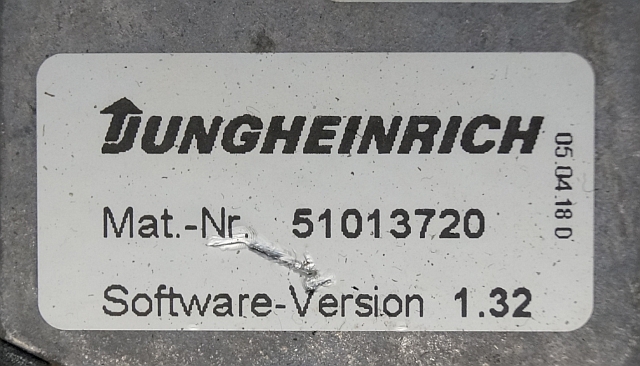 JUNGHEINRICH
Mat.-Nr. 51013720
Software-Version 1.32
05.04.18 0